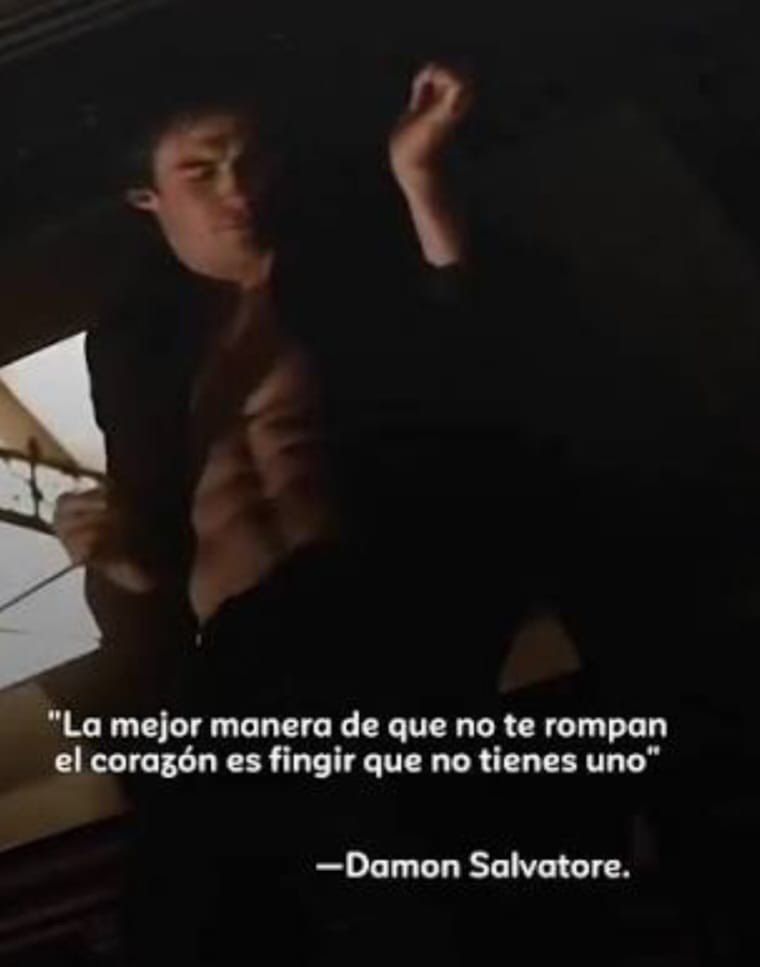 "La mejor manera de que no te rompan
el corazón es fingir que no tienes uno"
—Damon Salvatore.